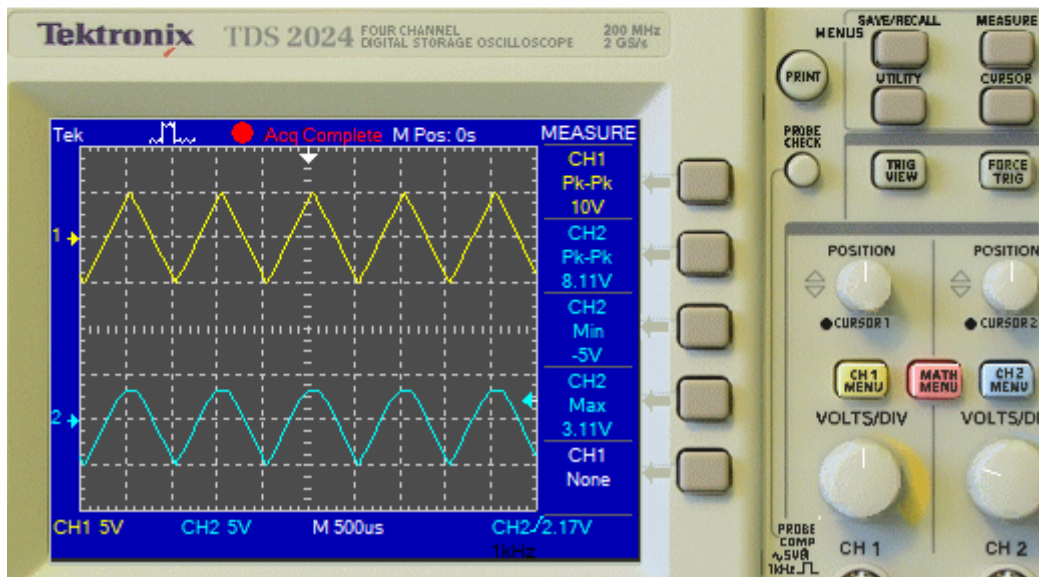 Tektronix TDS 2024 FOUR CHANNEL DIGITAL STORAGE OSCILLOSCOPE 200 MHz 2 GS/s
Tek Acq Complete M Pos: 0s MEASURE
CH1
Pk-Pk
10V
CH2
Pk-Pk
8.11V
CH2
Min
-5V
CH2
Max
3.11V
CH1
None
1
2
CH1 5V CH2 5V M 500us CH2 2.17V
1kHz
SAVE/RECALL MEASURE
MENUS
PRINT
UTILITY CURSOR
PROBE
CHECK
TRIG
VIEW
FORCE
TRIG
POSITION POSITION
CURSOR 1 CURSOR 2
CH 1
MENU
MATH
MENU
CH 2
MENU
VOLTS/DIV VOLTS/DI
PROBE
COMP
~5V@
1kHz
CH 1 CH 2